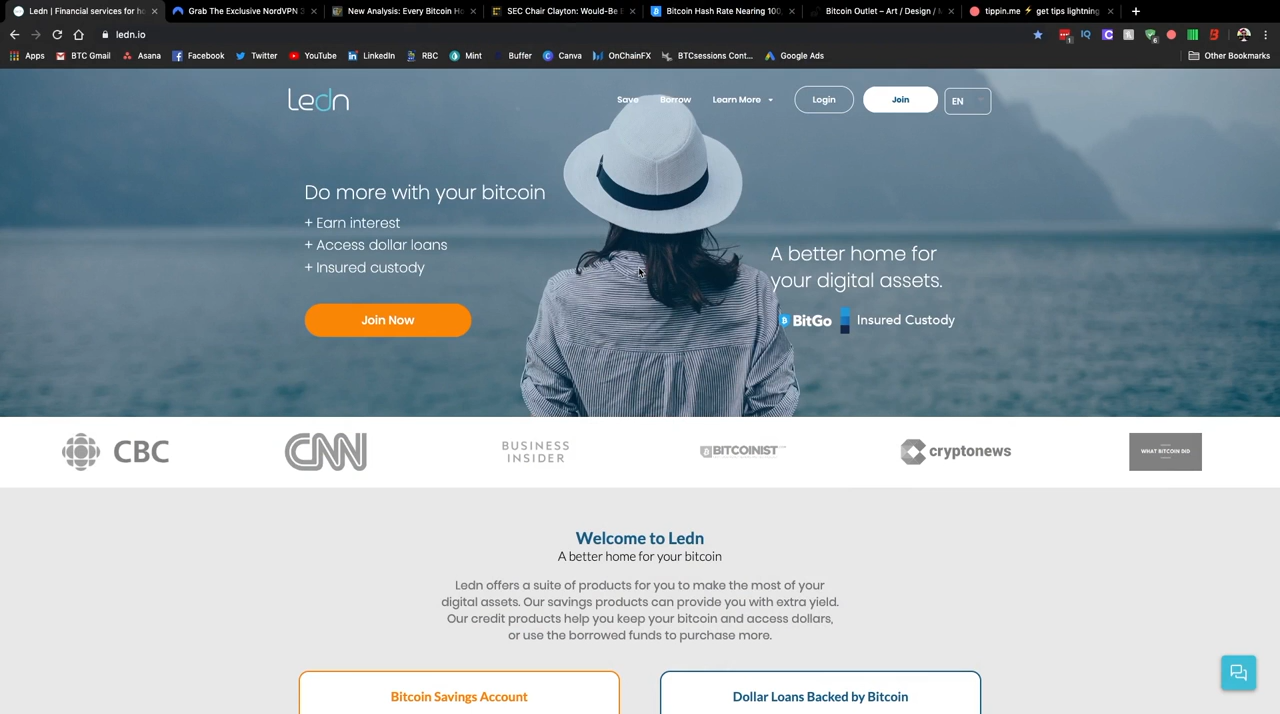 Ledn | Financial services for ho
Grab The Exclusive NordVPN
New Analysis: Every Bitcoin Ho
SEC Chair Clayton: Would-Be B
Bitcoin Hash Rate Nearing 100,
Bitcoin Outlet – Art / Design / M
tippin.me ⚡ get tips lightning
ledn.io
Apps
BTC Gmail
Asana
Facebook
Twitter
YouTube
LinkedIn
RBC
Mint
Buffer
Canva
OnChainFX
BTCsessions Cont...
Google Ads
Other Bookmarks
Ledn
Save
Borrow
Learn More
Login
Join
EN
Do more with your bitcoin
+ Earn interest
+ Access dollar loans
+ Insured custody
Join Now
A better home for
your digital assets.
BitGo
Insured Custody
CBC
CNN
BUSINESS
INSIDER
BITCOINIST
cryptonews
WHAT BITCOIN DID
Welcome to Ledn
A better home for your bitcoin
Ledn offers a suite of products for you to make the most of your
digital assets. Our savings products can provide you with extra yield.
Our credit products help you keep your bitcoin and access dollars,
or use the borrowed funds to purchase more.
Bitcoin Savings Account
Dollar Loans Backed by Bitcoin